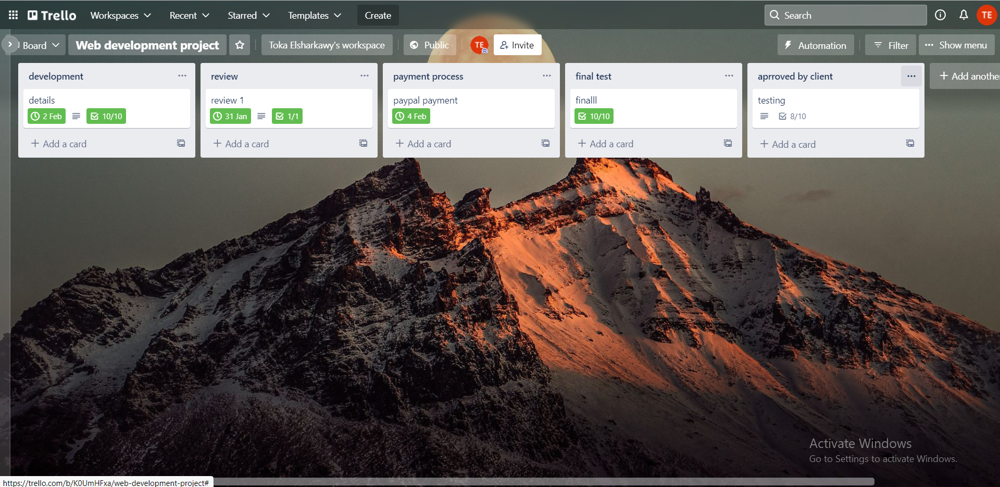 Trello Workspaces Recent Starred Templates Create Search TE
Board Web development project Toka Elsharkawy's workspace Public TE Invite Automation Filter Show menu
development review payment process final test aprroved by client Add another
details review 1 paypal payment finalll testing
2 Feb 10/10 31 Jan 1/1 4 Feb 10/10 8/10
Add a card Add a card Add a card Add a card Add a card
Activate Windows
Go to Settings to activate Windows.
https://trello.com/b/K0UmHFxa/web-development-project#